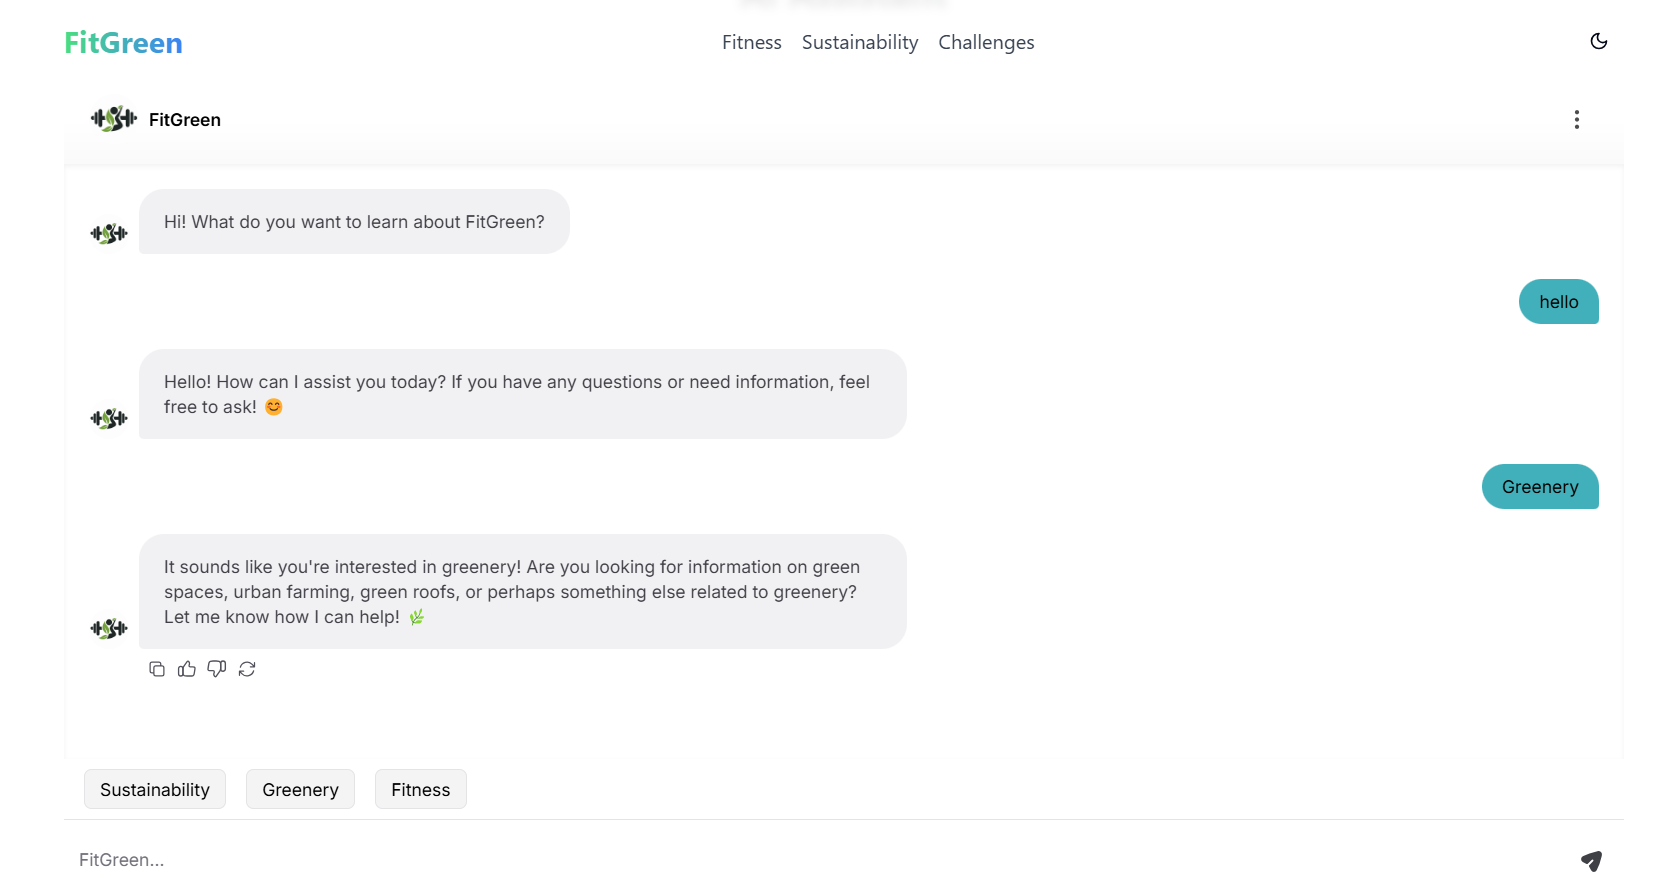 FitGreen
Fitness Sustainability Challenges
FitGreen
Hi! What do you want to learn about FitGreen?
hello
Hello! How can I assist you today? If you have any questions or need information, feel
free to ask! 😊
Greenery
It sounds like you're interested in greenery! Are you looking for information on green
spaces, urban farming, green roofs, or perhaps something else related to greenery?
Let me know how I can help! 🌿
Sustainability Greenery Fitness
FitGreen...